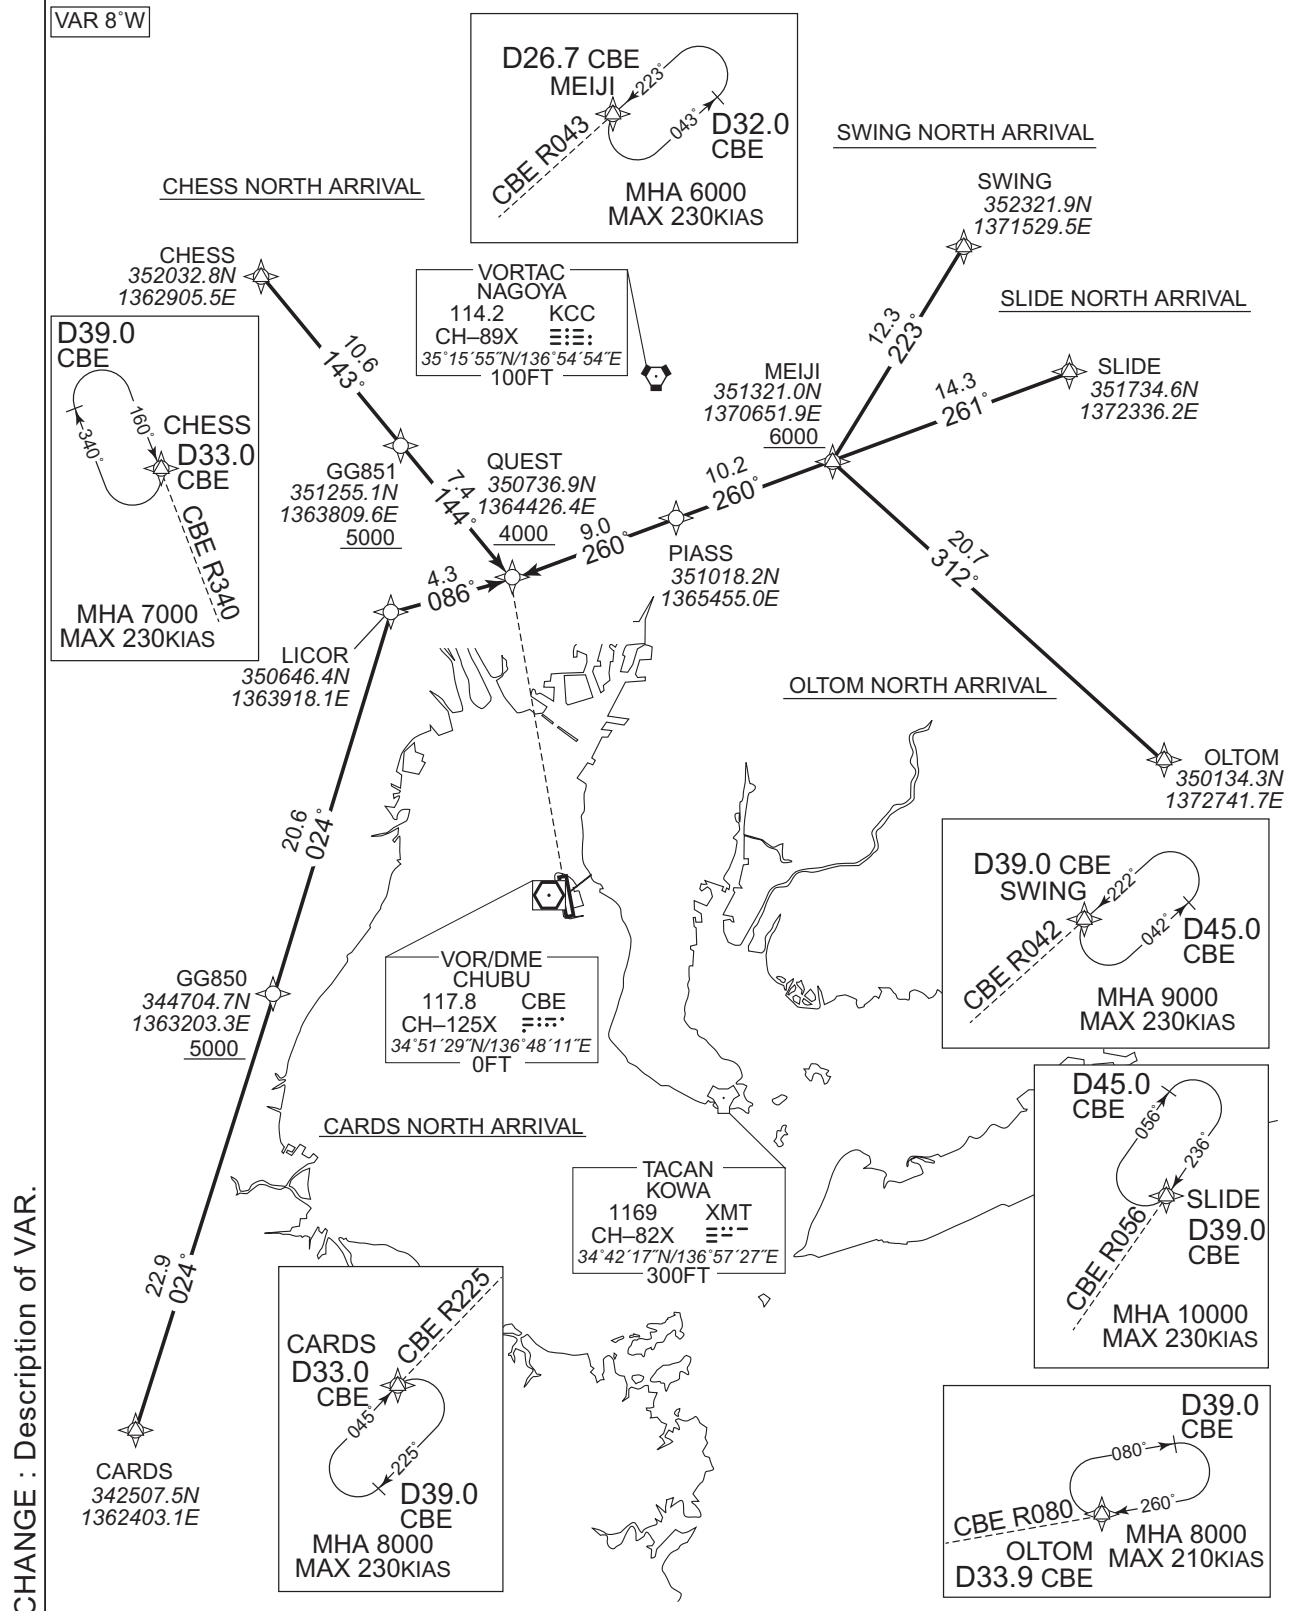 VAR 8°W
D26.7 CBE
MEIJI
223°
043°
D32.0
CBE
CBE R043
MHA 6000
MAX 230KIAS
SWING NORTH ARRIVAL
CHESS NORTH ARRIVAL
SWING
352321.9N
1371529.5E
CHESS
352032.8N
1362905.5E
VORTAC
NAGOYA
114.2 KCC
CH–89X
35°15´55˝N/136°54´54˝E
100FT
SLIDE NORTH ARRIVAL
D39.0
CBE
160°
340°
CHESS
D33.0
CBE
CBE R340
MHA 7000
MAX 230KIAS
10.6
143°
12.3
223°
MEIJI
351321.0N
1370651.9E
6000
14.3
261°
SLIDE
351734.6N
1372336.2E
GG851
351255.1N
1363809.6E
5000
7.4
144°
QUEST
350736.9N
1364426.4E
4000
10.2
260°
9.0
260°
PIASS
351018.2N
1365455.0E
20.7
312°
4.3
086°
LICOR
350646.4N
1363918.1E
OLTOM NORTH ARRIVAL
OLTOM
350134.3N
1372741.7E
20.6
024°
D39.0 CBE
SWING
222°
042°
D45.0
CBE
CBE R042
MHA 9000
MAX 230KIAS
GG850
344704.7N
1363203.3E
5000
VOR/DME
CHUBU
117.8 CBE
CH–125X
34°51´29˝N/136°48´11˝E
0FT
CARDS NORTH ARRIVAL
D45.0
CBE
056°
236°
SLIDE
D39.0
CBE
CBE R056
MHA 10000
MAX 230KIAS
TACAN
KOWA
1169 XMT
CH–82X
34°42´17˝N/136°57´27˝E
300FT
22.9
024°
CBE R225
CARDS
D33.0
CBE
045°
225°
D39.0
CBE
MHA 8000
MAX 230KIAS
CARDS
342507.5N
1362403.1E
D39.0
CBE
080°
260°
CBE R080
OLTOM
D33.9 CBE
MHA 8000
MAX 210KIAS
CHANGE : Description of VAR.